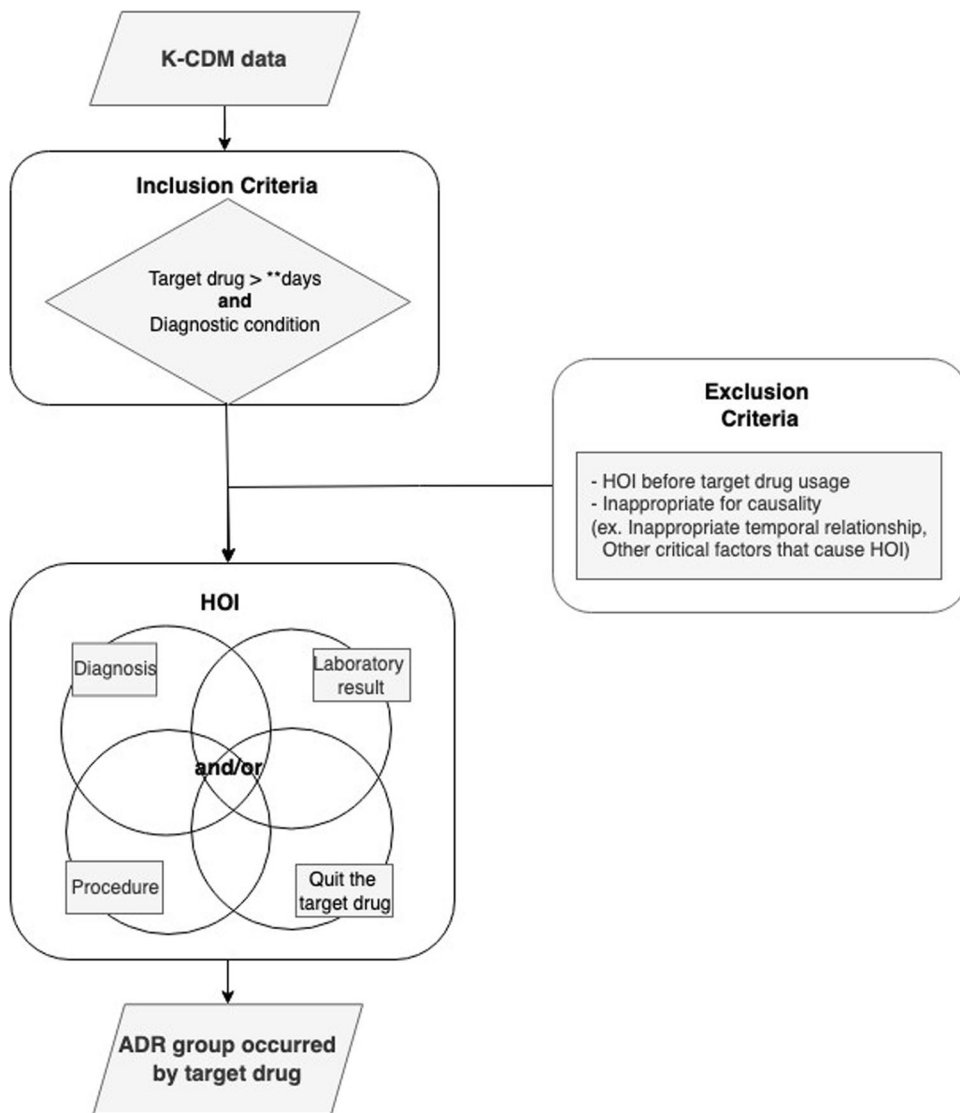 K-CDM data
Inclusion Criteria
Target drug > **days
and
Diagnostic condition
Exclusion
Criteria
- HOI before target drug usage
- Inappropriate for causality
(ex. Inappropriate temporal relationship,
Other critical factors that cause HOI)
HOI
Diagnosis
Laboratory
result
and/or
Procedure
Quit the
target drug
ADR group occurred
by target drug